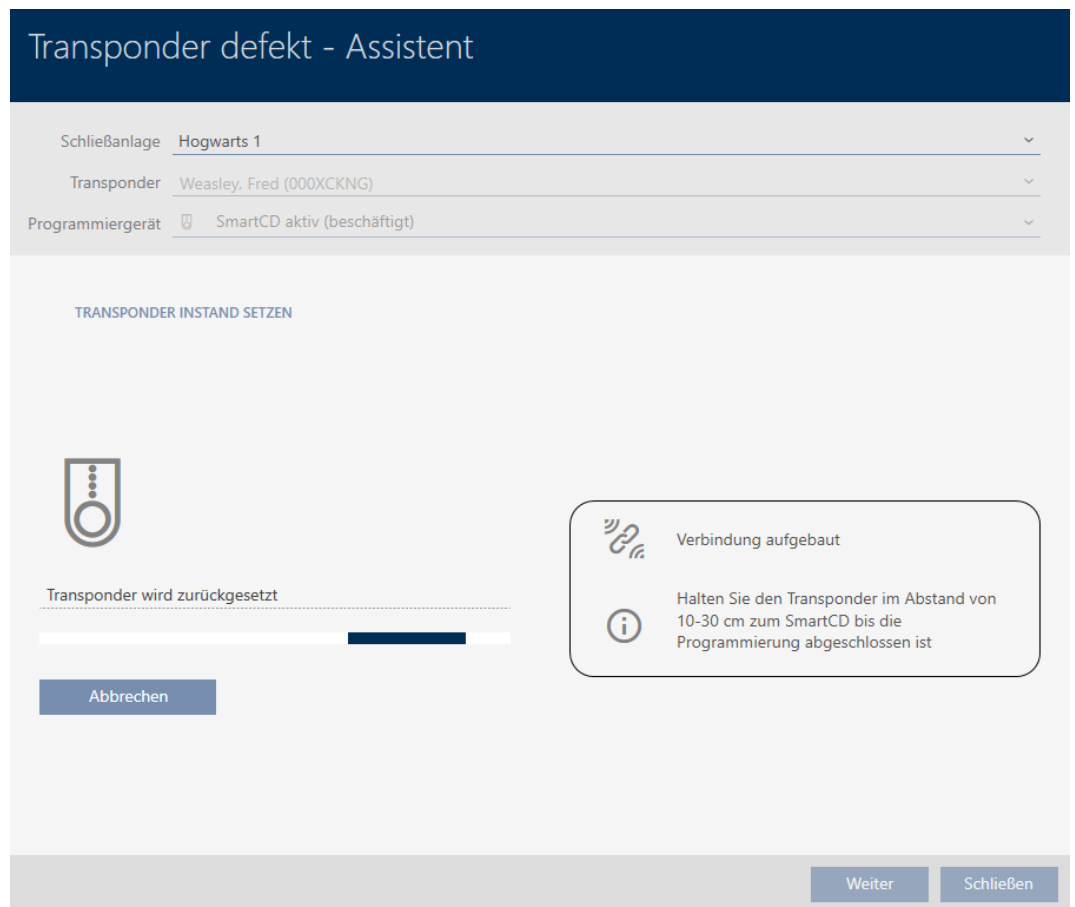 Transponder defekt - Assistent
Schließanlage Hogwarts 1
Transponder Weasley, Fred (000XCKNG)
Programmiergerät SmartCD aktiv (beschäftigt)
TRANSPONDER INSTAND SETZEN
Transponder wird zurückgesetzt
Abbrechen
Verbindung aufgebaut
Halten Sie den Transponder im Abstand von
10-30 cm zum SmartCD bis die
Programmierung abgeschlossen ist
Weiter
Schließen